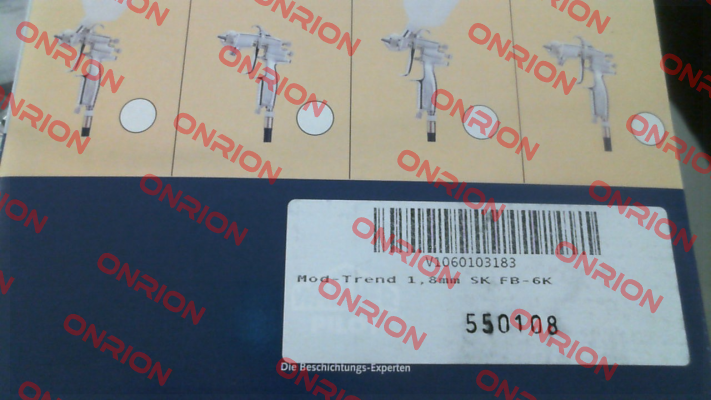 V1060103183
Mod-Trend 1,8mm SK FB-6K
550108
Die Beschichtungs-Experten
ONRION